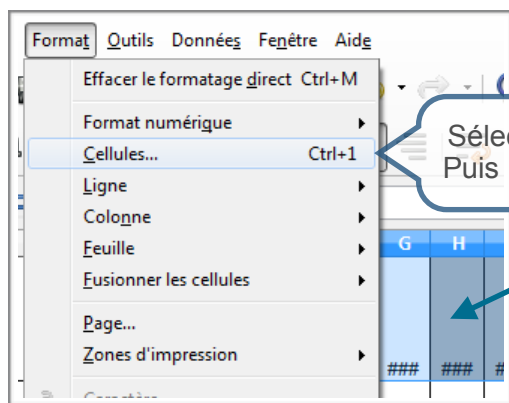 Format Outils Données Fenêtre Aide
Effacer le formatage direct Ctrl+M
Format numérique
Cellules... Ctrl+1
Ligne
Colonne
Feuille
Fusionner les cellules
Page...
Zones d'impression
Puis
G H
### ### #